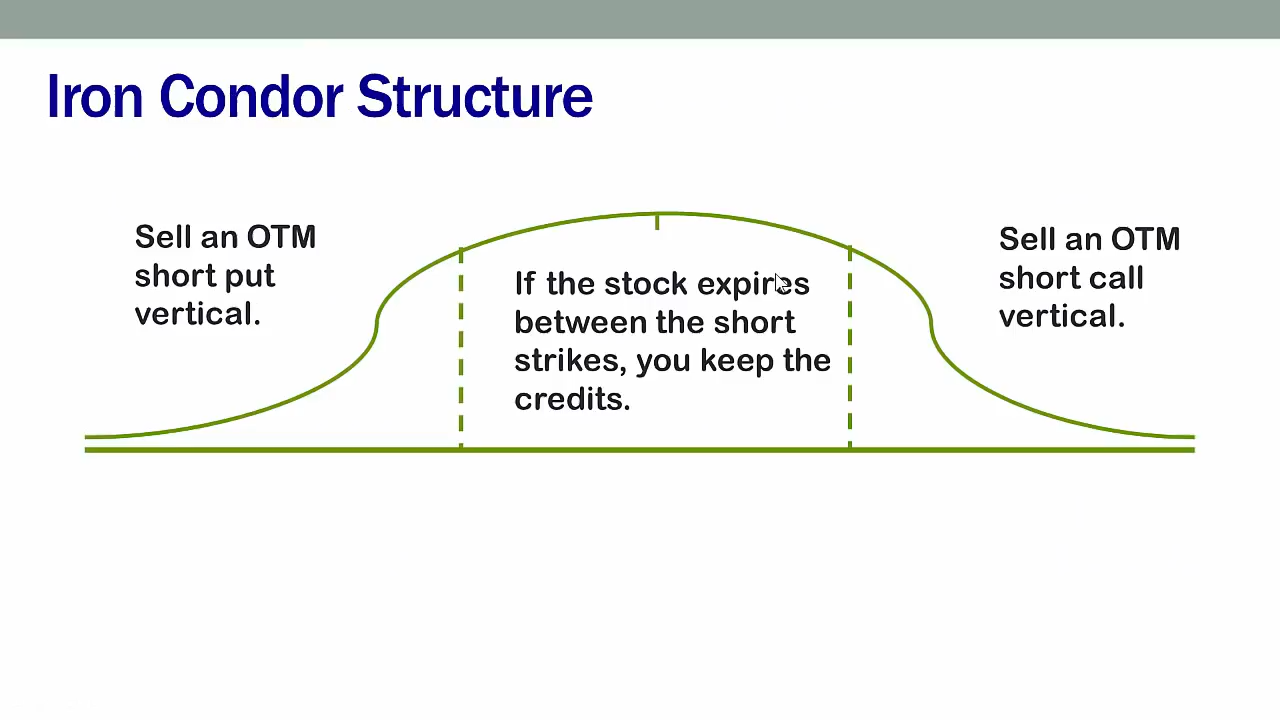 Iron Condor Structure
Sell an OTM
short put
vertical.
If the stock expires
between the short
strikes, you keep the
credits.
Sell an OTM
short call
vertical.